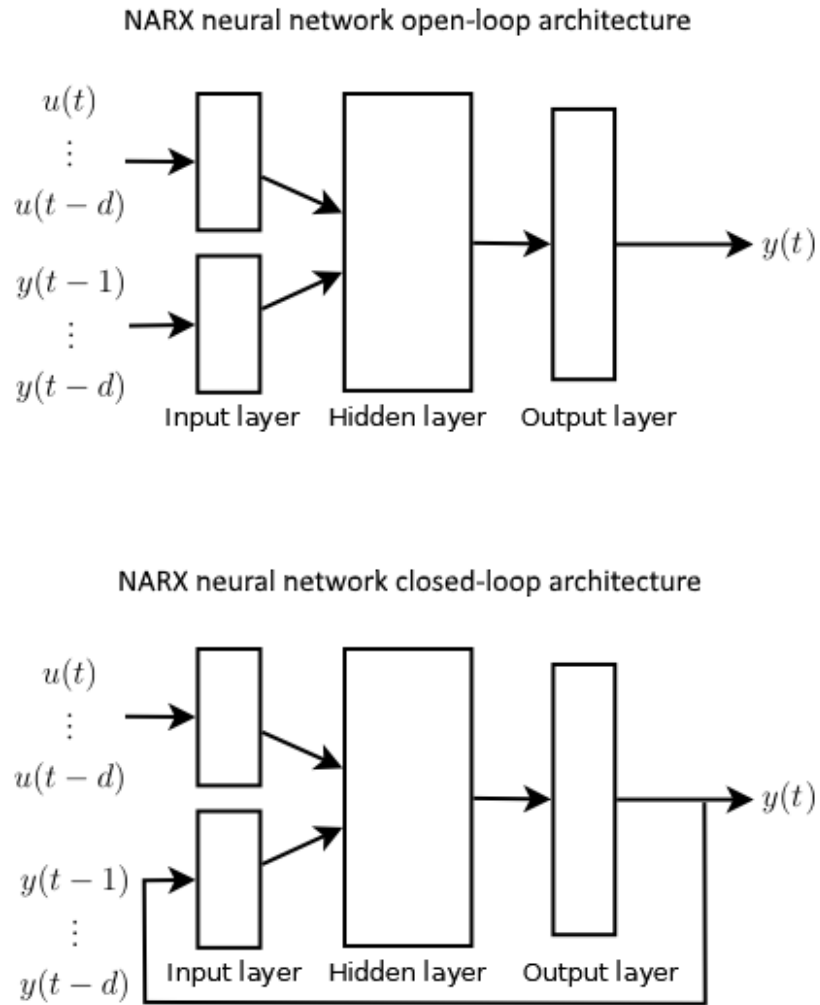 NARX neural network open-loop architecture
u(t)
⋮
u(t − d)
y(t − 1)
⋮
y(t − d)
y(t)
Input layer Hidden layer Output layer
NARX neural network closed-loop architecture
u(t)
⋮
u(t − d)
y(t − 1)
⋮
y(t − d)
y(t)
Input layer Hidden layer Output layer